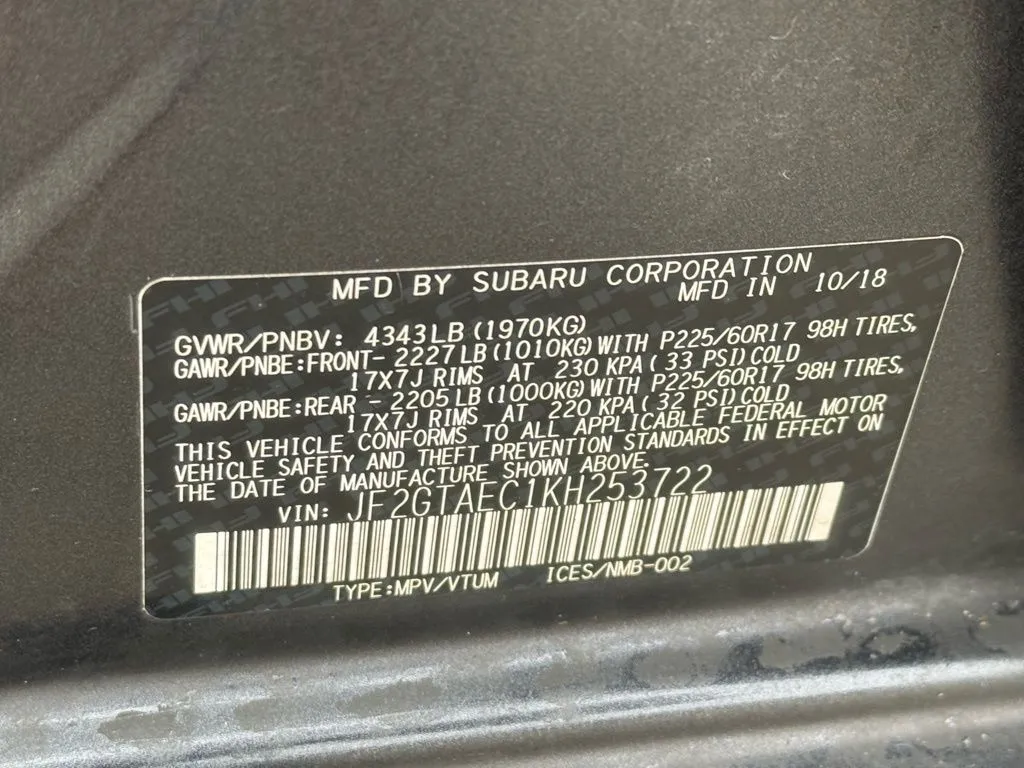 MFD BY SUBARU CORPORATION
MFD IN 10/18
GVWR/PNBV: 4343LB(1970KG)
GAWR/PNBE:FRONT- 2227LB(1010KG)WITH P225/60R17 98H TIRES,
17X7J RIMS AT 230 KPA( 33 PSI)COLD
GAWR/PNBE:REAR - 2205LB(1000KG)WITH P225/60R17 98H TIRES,
17X7J RIMS AT 220 KPA( 32 PSI)COLD
THIS VEHICLE CONFORMS TO ALL APPLICABLE FEDERAL MOTOR
VEHICLE SAFETY AND THEFT PREVENTION STANDARDS IN EFFECT ON
THE DATE OF MANUFACTURE SHOWN ABOVE.
VIN: JF2GTAEC1KH253722
TYPE:MPV/VTUM ICES/NMB-002